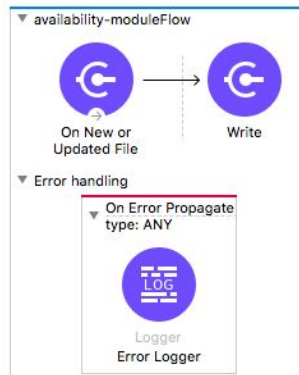 availability-moduleFlow
On New or
Updated File
Write
Error handling
On Error Propagate
type: ANY
LOG
Logger
Error Logger